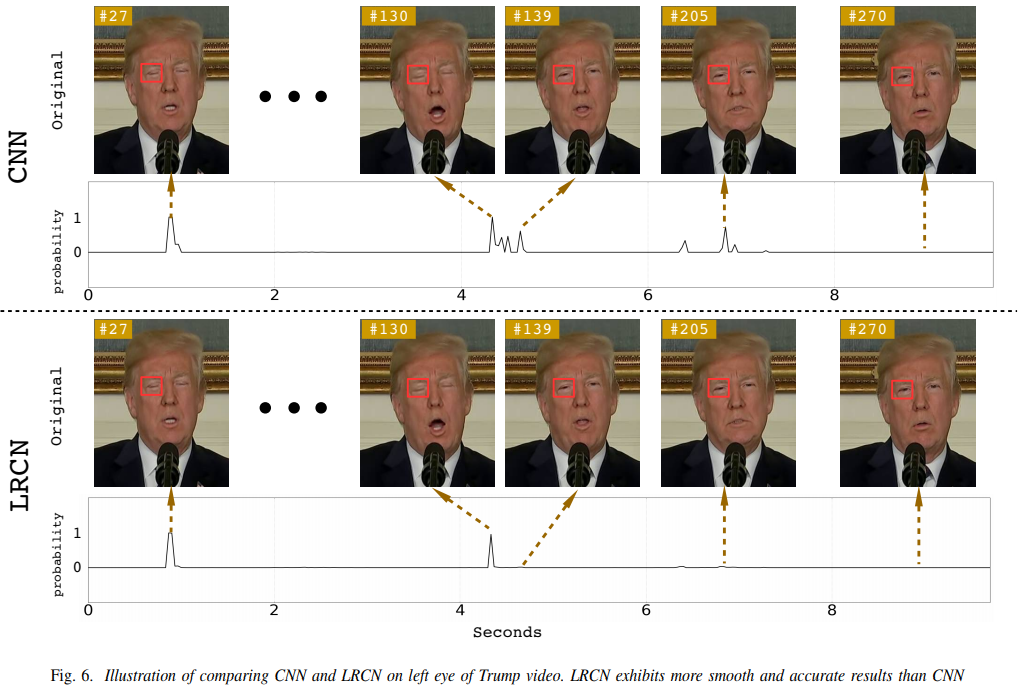 #27 #130 #139 #205 #270
CNN
Original
probability
1
0
0 2 4 6 8
#27 #130 #139 #205 #270
LRCN
Original
probability
1
0
0 2 4 6 8
Seconds
Fig. 6. Illustration of comparing CNN and LRCN on left eye of Trump video. LRCN exhibits more smooth and accurate results than CNN